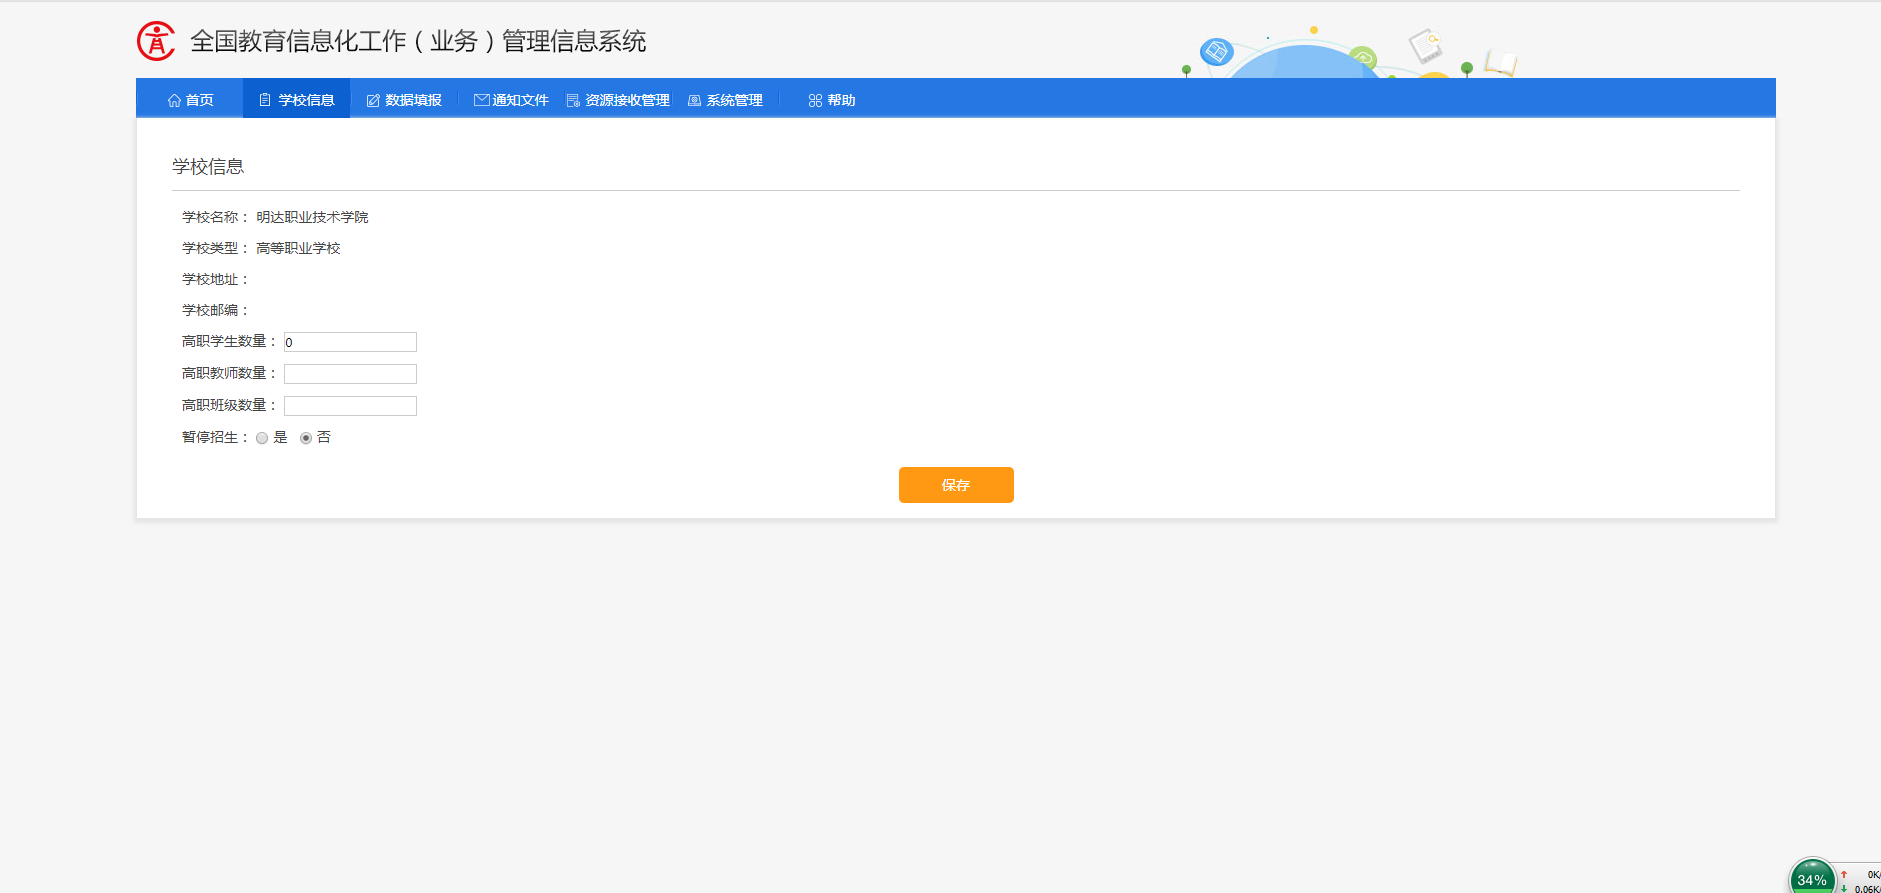 全国教育信息化工作（业务）管理信息系统
首页 学校信息 数据填报 通知文件 资源接收管理 系统管理 帮助
学校信息
学校名称： 明达职业技术学院
学校类型： 高等职业学校
学校地址：
学校邮编：
高职学生数量： 0
高职教师数量：
高职班级数量：
暂停招生： 是 否
保存
34%
0K/
0.06K/